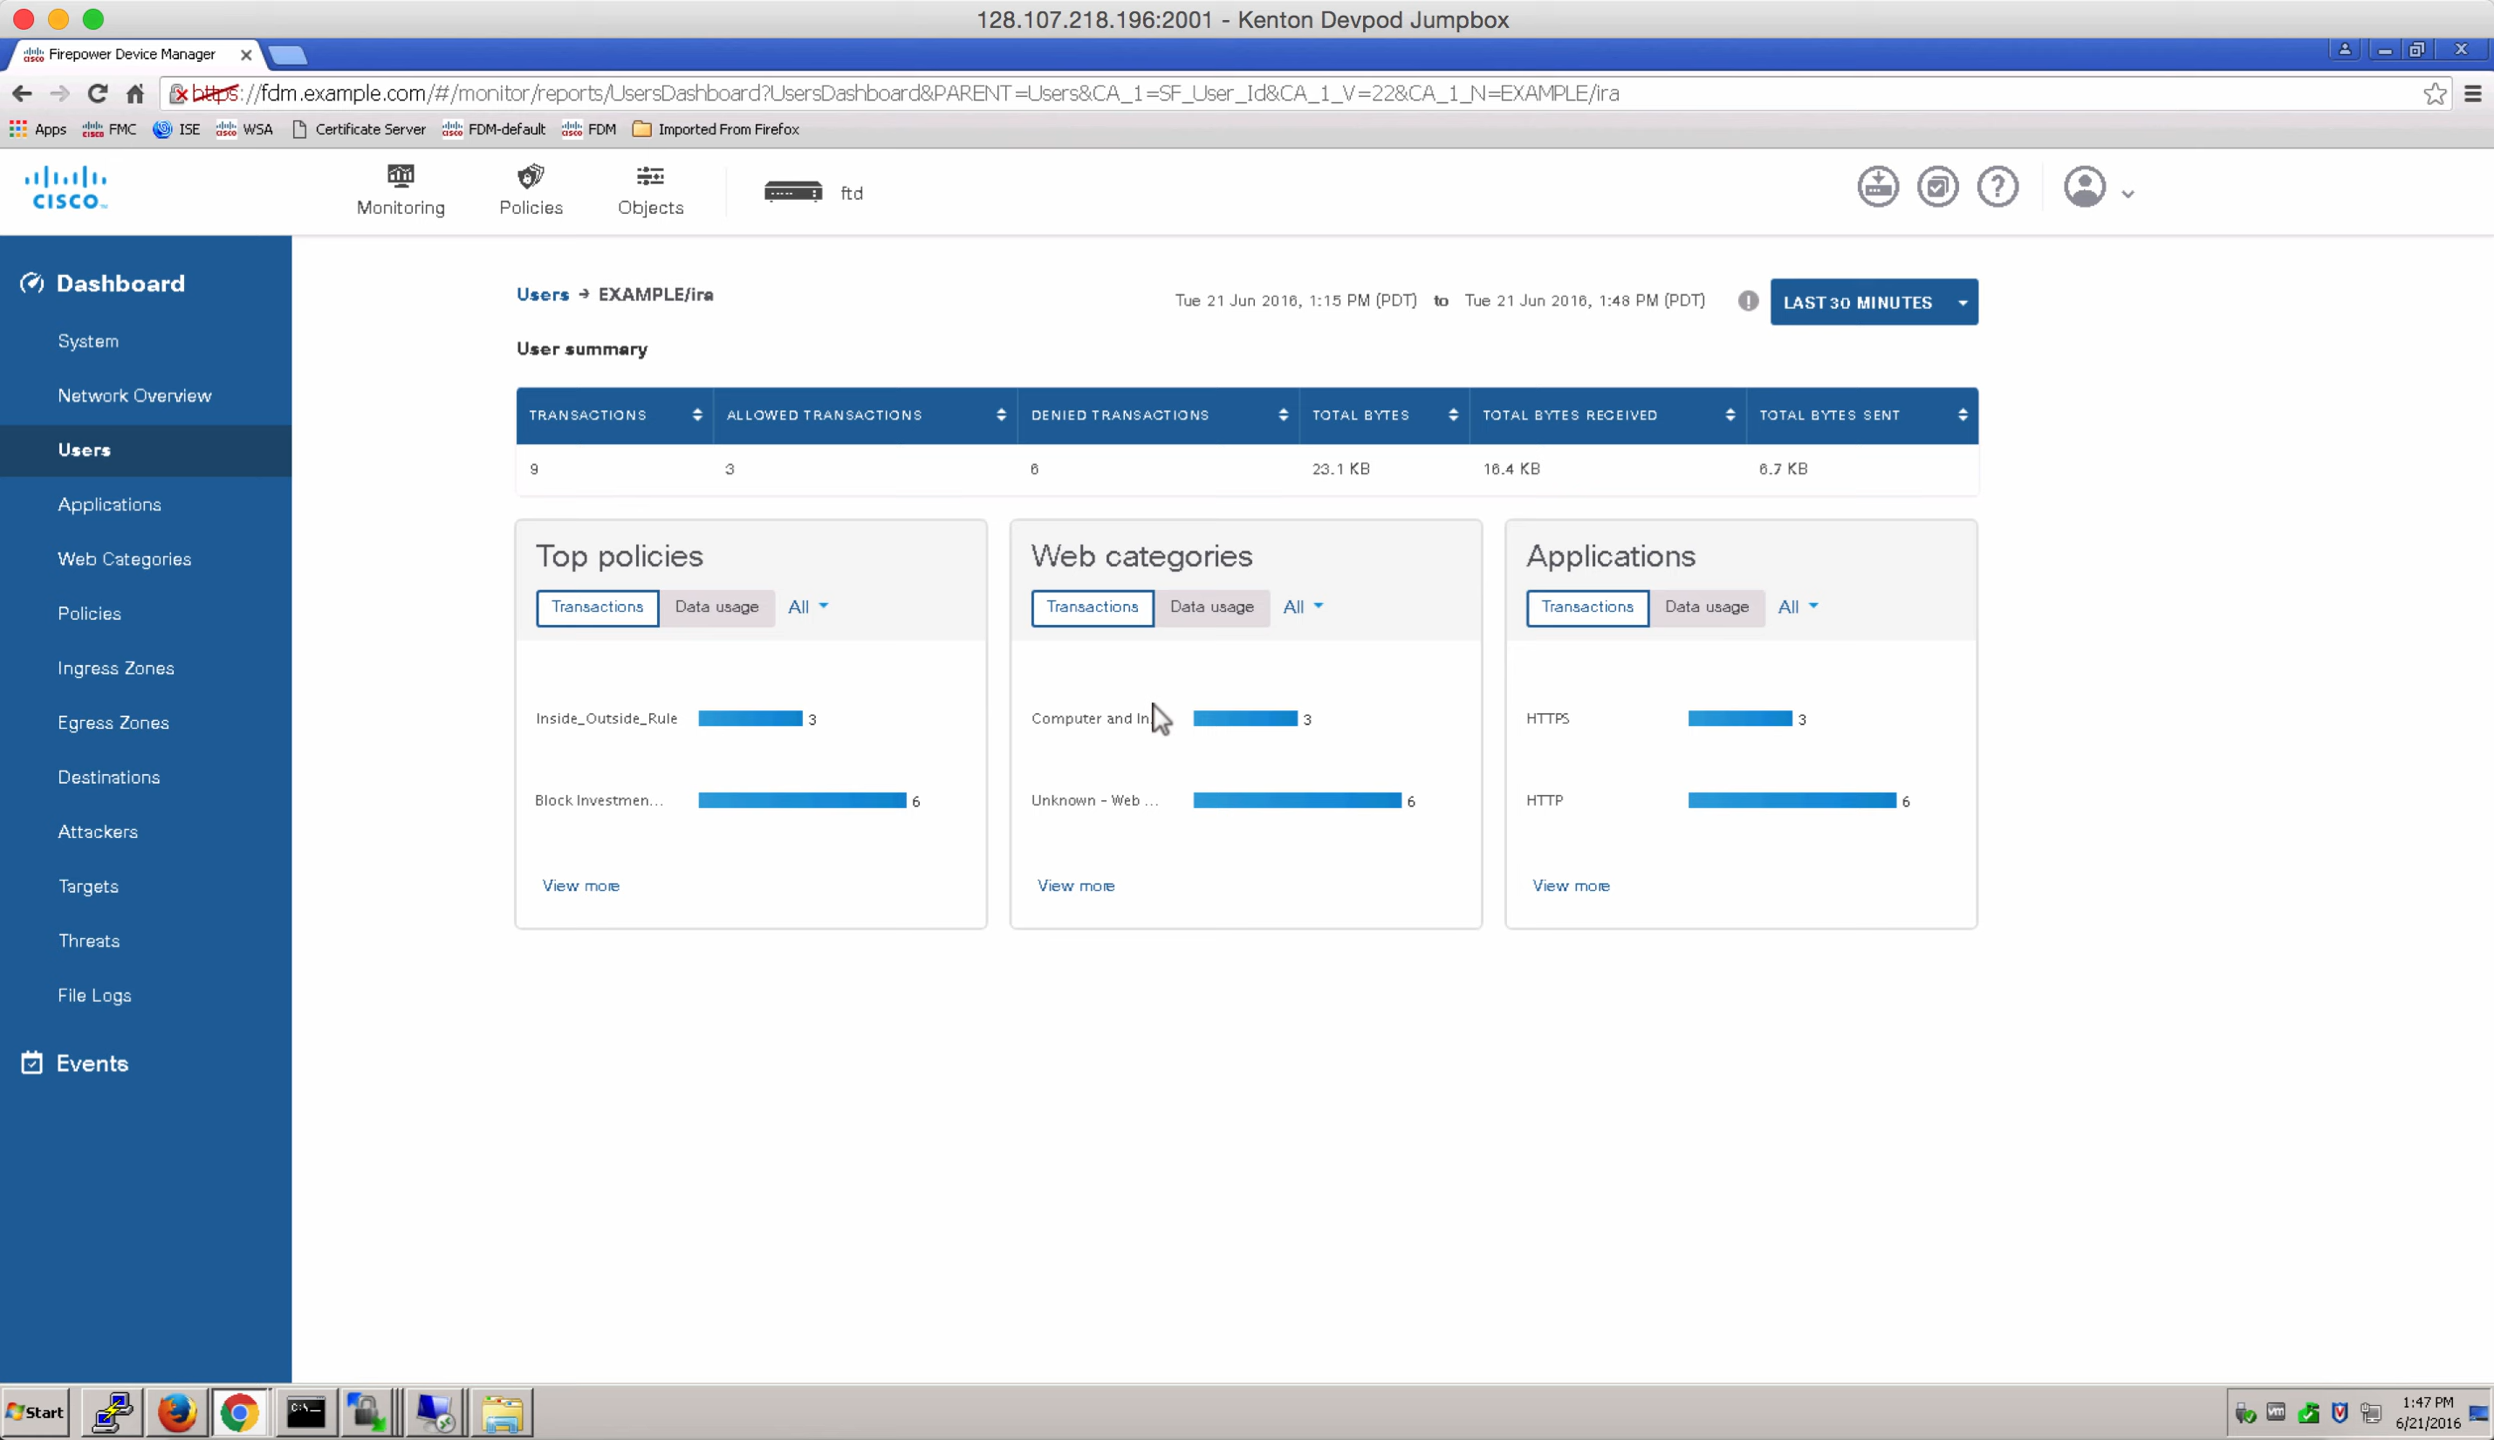 128.107.218.196:2001 - Kenton Devpod Jumpbox
Firepower Device Manager
https://fdm.example.com/#/monitor/reports/UsersDashboard?UsersDashboard&PARENT=Users&CA_1=SF_User_Id&CA_1_V=22&CA_1_N=EXAMPLE/ira
Apps FMC ISE WSA Certificate Server FDM-default FDM Imported From Firefox
CISCO
Monitoring Policies Objects ftd
Dashboard
System
Network Overview
Users
Applications
Web Categories
Policies
Ingress Zones
Egress Zones
Destinations
Attackers
Targets
Threats
File Logs
Events
Users → EXAMPLE/ira
Tue 21 Jun 2016, 1:15 PM (PDT) to Tue 21 Jun 2016, 1:48 PM (PDT)
LAST 30 MINUTES
User summary
TRANSACTIONS ALLOWED TRANSACTIONS DENIED TRANSACTIONS TOTAL BYTES TOTAL BYTES RECEIVED TOTAL BYTES SENT
9 3 6 23.1 KB 16.4 KB 6.7 KB
Top policies
Transactions Data usage All
Inside_Outside_Rule 3
Block Investmen... 6
View more
Web categories
Transactions Data usage All
Computer and In... 3
Unknown - Web ... 6
View more
Applications
Transactions Data usage All
HTTPS 3
HTTP 6
View more
Start
1:47 PM
6/21/2016